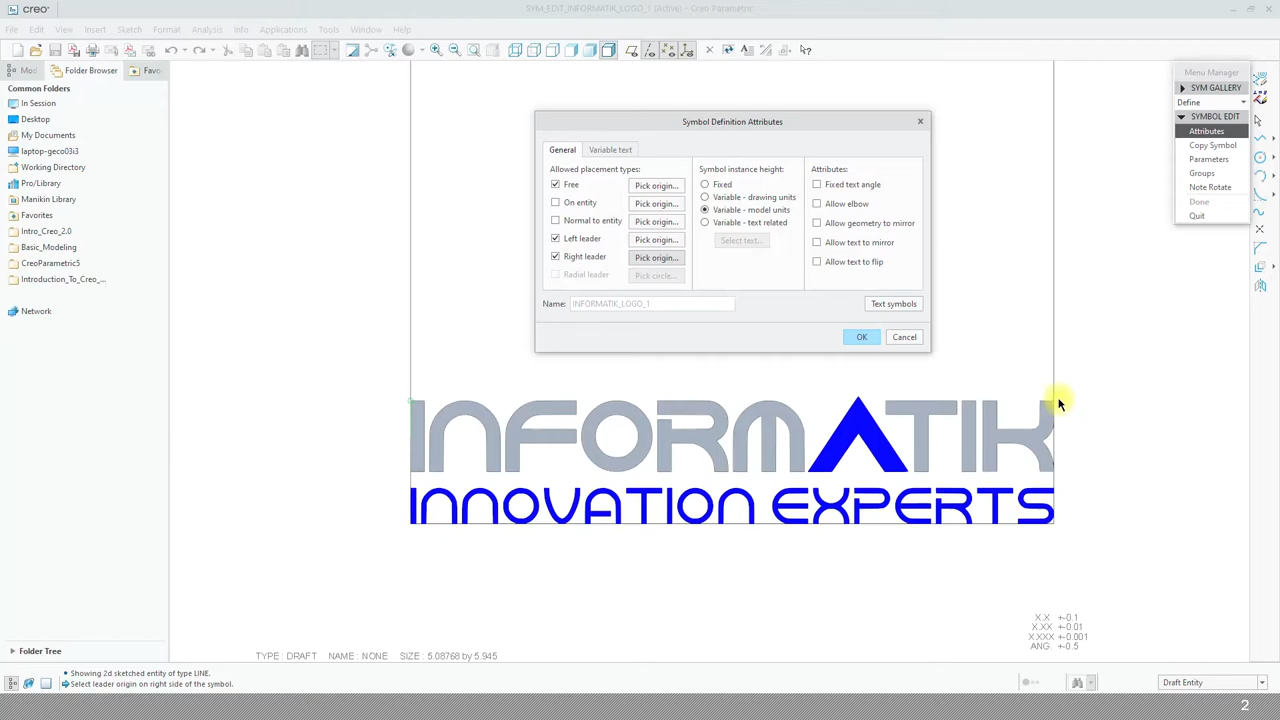 creo
SYM_EDIT_INFORMATIK_LOGO_1 (Active) - Creo Parametric
File Edit View Insert Sketch Format Analysis Info Applications Tools Window Help
Mod Folder Browser Favo
Common Folders
In Session
Desktop
My Documents
laptop-geco03i3
Working Directory
Pro/Library
Manikin Library
Favorites
Intro_Creo_2.0
Basic_Modeling
CreoParametric5
Introduction_To_Creo_...
Network
Folder Tree
Symbol Definition Attributes
General Variable text
Allowed placement types:
Free Pick origin...
On entity Pick origin...
Normal to entity Pick origin...
Left leader Pick origin...
Right leader Pick origin...
Radial leader Pick circle...
Symbol instance height:
Fixed
Variable - drawing units
Variable - model units
Variable - text related
Select text...
Attributes:
Fixed text angle
Allow elbow
Allow geometry to mirror
Allow text to mirror
Allow text to flip
Name: INFORMATIK_LOGO_1
Text symbols
OK Cancel
Menu Manager
SYM GALLERY
Define
SYMBOL EDIT
Attributes
Copy Symbol
Parameters
Groups
Note Rotate
Done
Quit
INFORMATIK
INNOVATION EXPERTS
X.X +-0.1
X.XX +-0.01
X.XXX +-0.001
ANG. +-0.5
TYPE : DRAFT NAME : NONE SIZE : 5.08768 by 5.945
Showing 2d sketched entity of type LINE.
Select leader origin on right side of the symbol.
Draft Entity
2